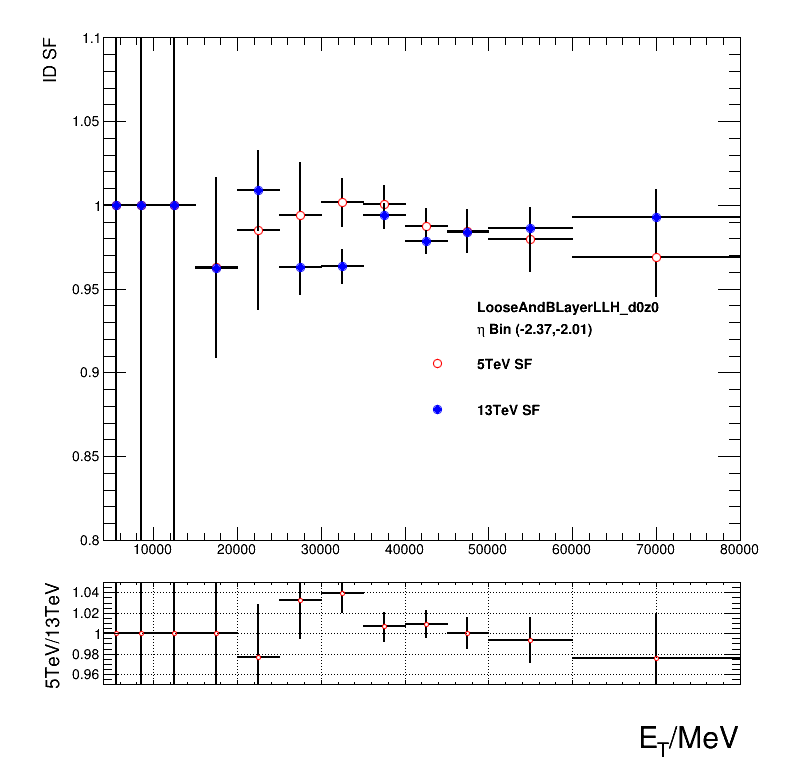 ID SF
1.1
1.05
1
0.95
0.9
0.85
0.8
LooseAndBLayerLLH_d0z0
η Bin (-2.37,-2.01)
5TeV SF
13TeV SF
10000 20000 30000 40000 50000 60000 70000 80000
5TeV/13TeV
1.04
1.02
1
0.98
0.96
E_T/MeV